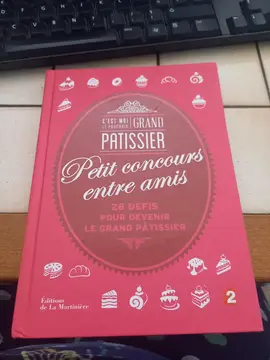 C'EST MOI
LE PROCHAIN
GRAND
PATISSIER
Petit concours
entre amis
28 DÉFIS
POUR DEVENIR
LE GRAND PÂTISSIER
Éditions
de La Martinière
2